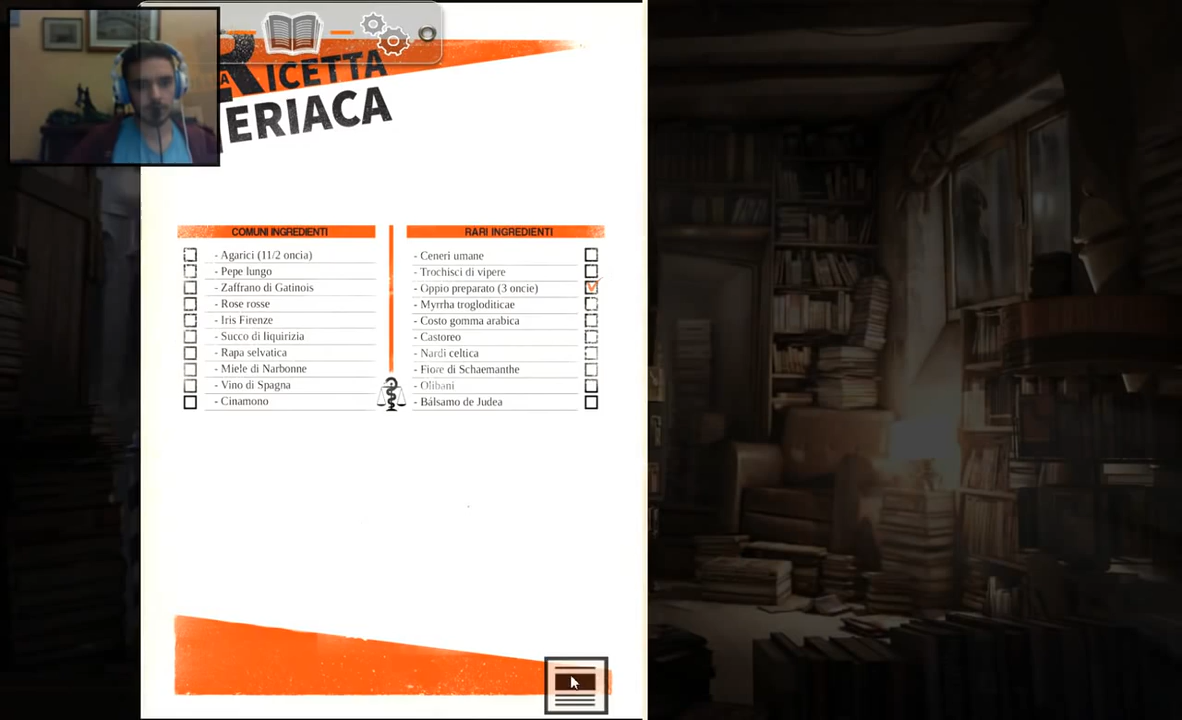 RICETTA
TERIACA
COMUNI INGREDIENTI
- Agarici (11/2 oncia)
- Pepe lungo
- Zaffrano di Gatinois
- Rose rosse
- Iris Firenze
- Succo di liquirizia
- Rapa selvatica
- Miele di Narbonne
- Vino di Spagna
- Cinamono
RARI INGREDIENTI
- Ceneri umane
- Trochisci di vipere
- Oppio preparato (3 oncie)
- Myrrha trogloditicae
- Costo gomma arabica
- Castoreo
- Nardi celtica
- Fiore di Schaemanthe
- Olibani
- Bálsamo de Judea